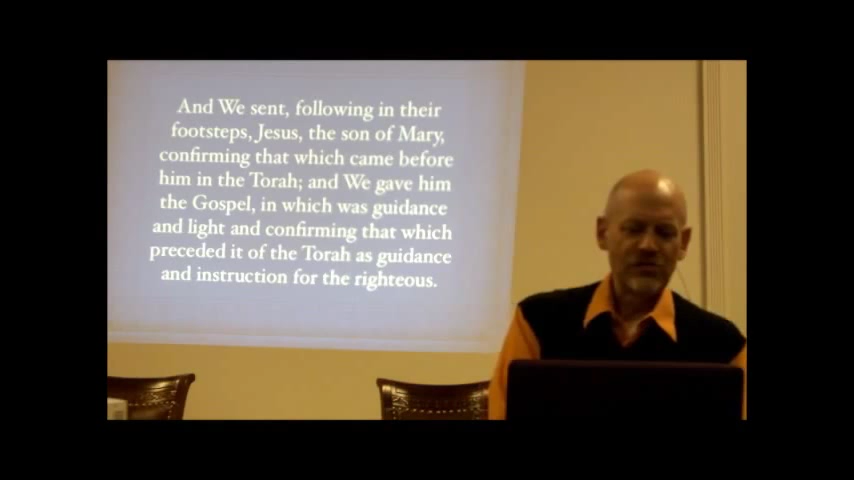 And We sent, following in their
footsteps, Jesus, the son of Mary,
confirming that which came before
him in the Torah; and We gave him
the Gospel, in which was guidance
and light and confirming that which
preceded it of the Torah as guidance
and instruction for the righteous.